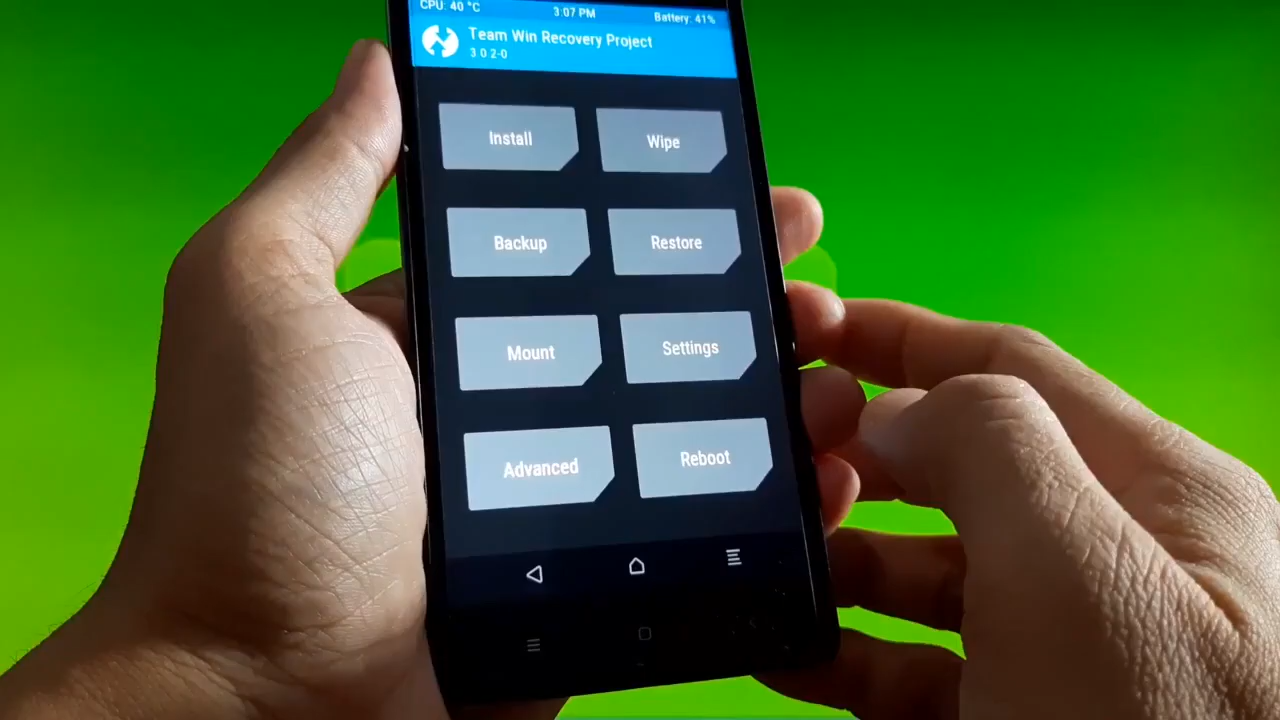 CPU: 40 °C 3:07 PM Battery: 41%
Team Win Recovery Project
3.0.2-0
Install Wipe
Backup Restore
Mount Settings
Advanced Reboot